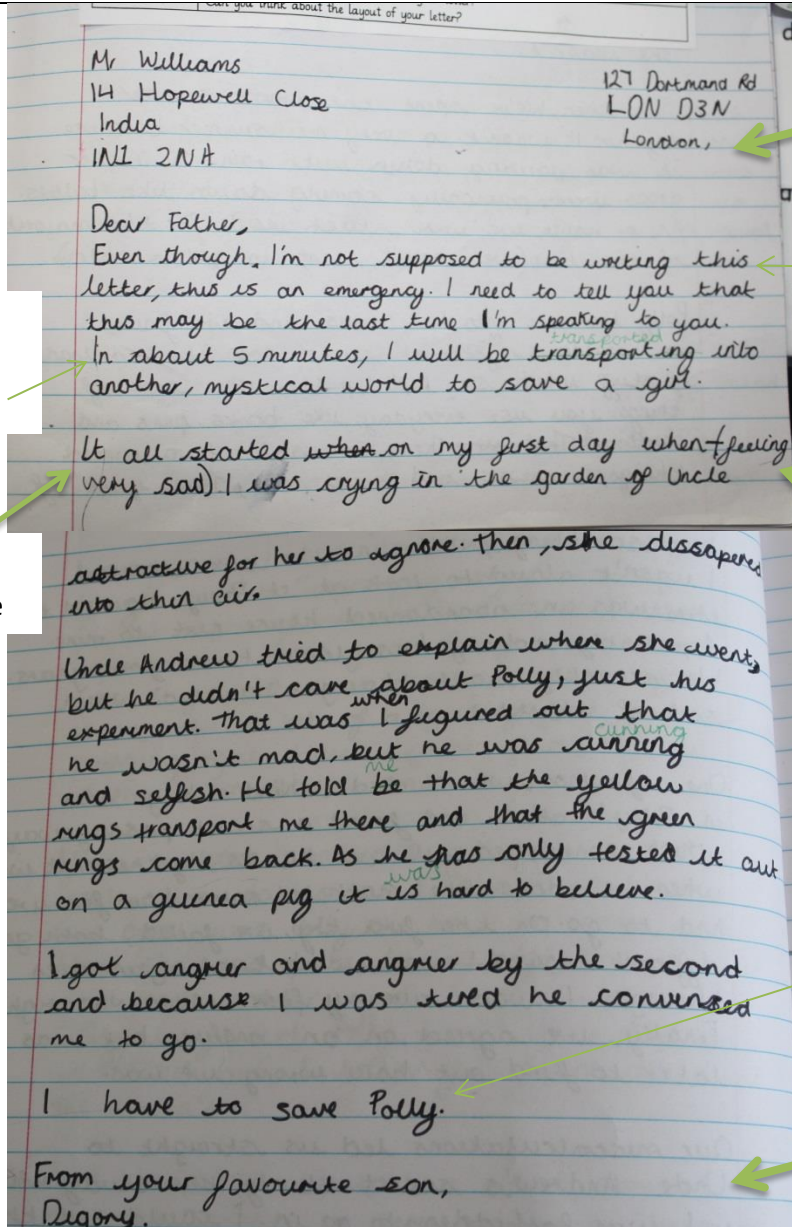 Can you think about the layout of your letter?
Mr Williams
14 Hopewell Close
India
IN1 2NA
127 Dortmand Rd
LON D3N
London,
Dear Father,
Even though. I'm not supposed to be writing this
letter, this is an emergency. I need to tell you that
this may be the last time I'm speaking to you.
transported
In about 5 minutes, I will be transporting into
another, mystical world to save a girl.
It all started when on my first day when (feeling
very sad) I was crying in the garden of Uncle
attractive for her to ignore. Then, she dissapered
into thin air.
Uncle Andrew tried to explain where she went,
but he didn't care about Polly, just his
when
experiment. That was I figured out that
cunning
he wasn't mad, but he was cunning
me
and selfish. He told be that the yellow
rings transport me there and that the green
rings come back. As he has only tested it out
was
on a guinea pig it is hard to believe.
I got angrier and angrier by the second
and because I was tired he convinsed
me to go.
I have to save Polly.
From your favourite son,
Digory.